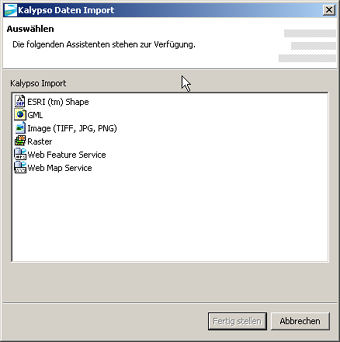 Kalypso Daten Import
Auswählen
Die folgenden Assistenten stehen zur Verfügung.
Kalypso Import
ESRI (tm) Shape
GML
Image (TIFF, JPG, PNG)
Raster
Web Feature Service
Web Map Service
Fertig stellen
Abbrechen